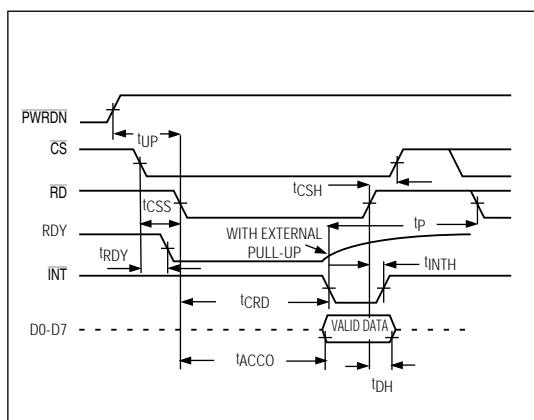 PWRDN
tUP
CS
tCSH
RD
tCSS
tP
RDY
WITH EXTERNAL
PULL-UP
tRDY
tINTH
INT
tCRD
D0-D7
VALID DATA
tACCO
tDH